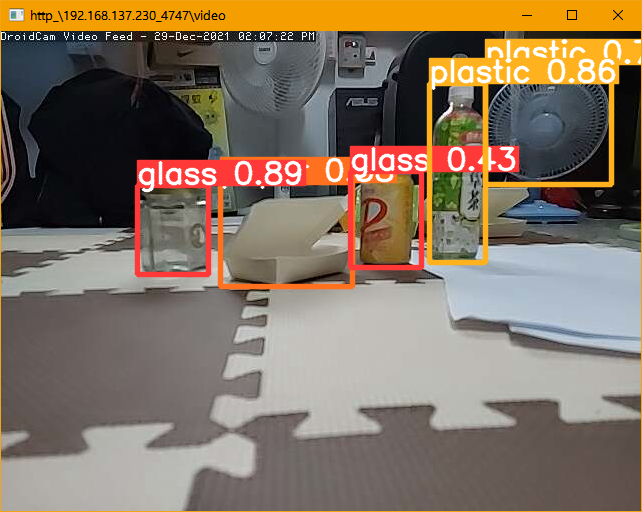 http_\192.168.137.230_4747\video
DroidCam Video Feed - 29-Dec-2021 02:07:22 PM
plastic 0.86
glass 0.89
glass 0.43
ASUS